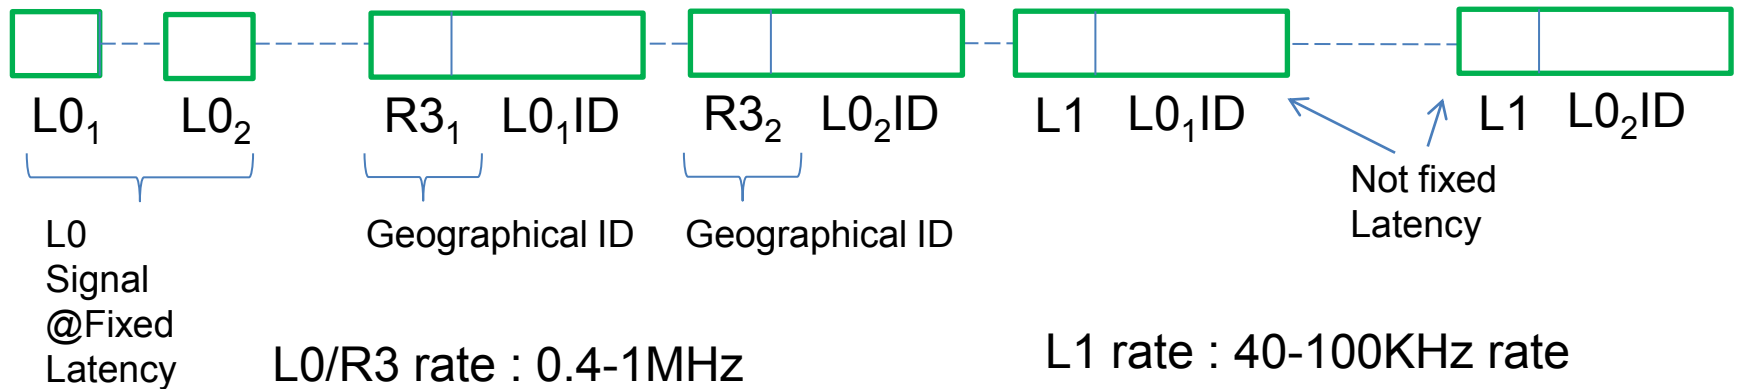 L0₁ L0₂ R3₁ L0₁ID R3₂ L0₂ID L1 L0₁ID L1 L0₂ID
Not fixed
Latency
L0
Signal
@Fixed
Latency
Geographical ID Geographical ID
L0/R3 rate : 0.4-1MHz
L1 rate : 40-100KHz rate